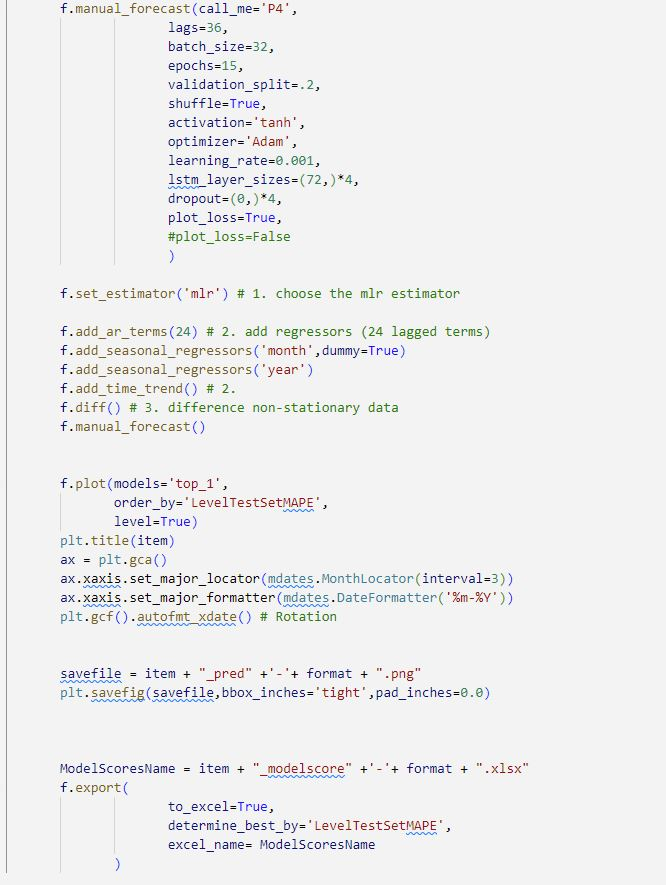 f.manual_forecast(call_me='P4',
lags=36,
batch_size=32,
epochs=15,
validation_split=.2,
shuffle=True,
activation='tanh',
optimizer='Adam',
learning_rate=0.001,
lstm_layer_sizes=(72,)*4,
dropout=(0,)*4,
plot_loss=True,
#plot_loss=False
)
f.set_estimator('mlr') # 1. choose the mlr estimator
f.add_ar_terms(24) # 2. add regressors (24 lagged terms)
f.add_seasonal_regressors('month',dummy=True)
f.add_seasonal_regressors('year')
f.add_time_trend() # 2.
f.diff() # 3. difference non-stationary data
f.manual_forecast()
f.plot(models='top_1',
order_by='LevelTestSetMAPE',
level=True)
plt.title(item)
ax = plt.gca()
ax.xaxis.set_major_locator(mdates.MonthLocator(interval=3))
ax.xaxis.set_major_formatter(mdates.DateFormatter('%m-%Y'))
plt.gcf().autofmt_xdate() # Rotation
savefile = item + "_pred" +'-'+ format + ".png"
plt.savefig(savefile,bbox_inches='tight',pad_inches=0.0)
ModelScoresName = item + "_modelscore" +'-'+ format + ".xlsx"
f.export(
to_excel=True,
determine_best_by='LevelTestSetMAPE',
excel_name= ModelScoresName
)